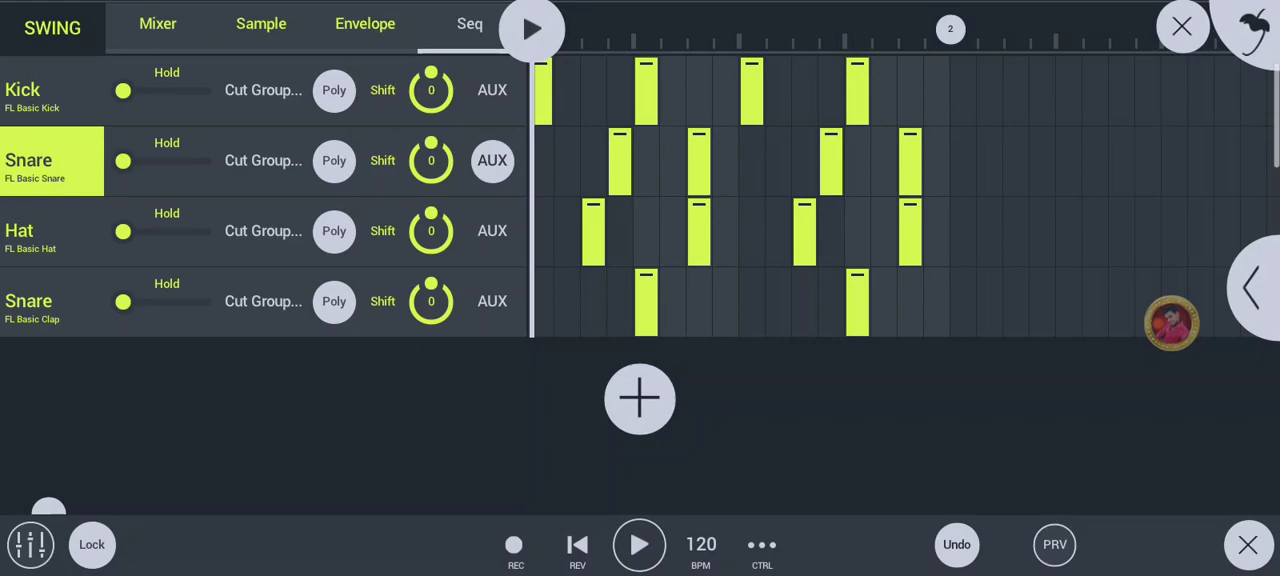 SWING
Mixer
Sample
Envelope
Seq
2
Hold
Kick
FL Basic Kick
Cut Group...
Poly
Shift
0
AUX
Hold
Snare
FL Basic Snare
Cut Group...
Poly
Shift
0
AUX
Hold
Hat
FL Basic Hat
Cut Group...
Poly
Shift
0
AUX
Hold
Snare
FL Basic Clap
Cut Group...
Poly
Shift
0
AUX
Lock
REC
REV
120
BPM
CTRL
Undo
PRV